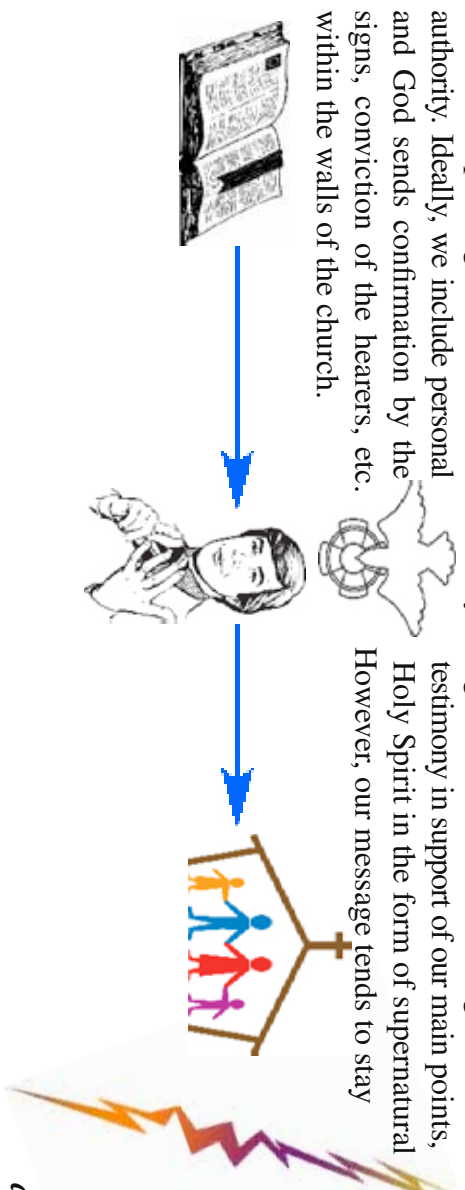 authority. Ideally, we include personal testimony in support of our main points,
and God sends confirmation by the Holy Spirit in the form of supernatural
signs, conviction of the hearers, etc. However, our message tends to stay
within the walls of the church.